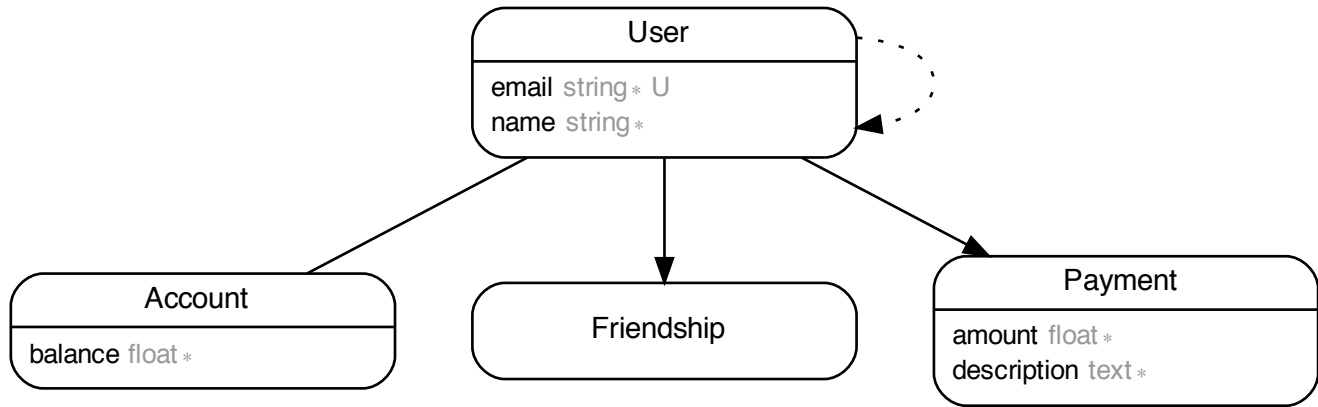 User
email string* U
name string*
Account
balance float*
Friendship
Payment
amount float*
description text*